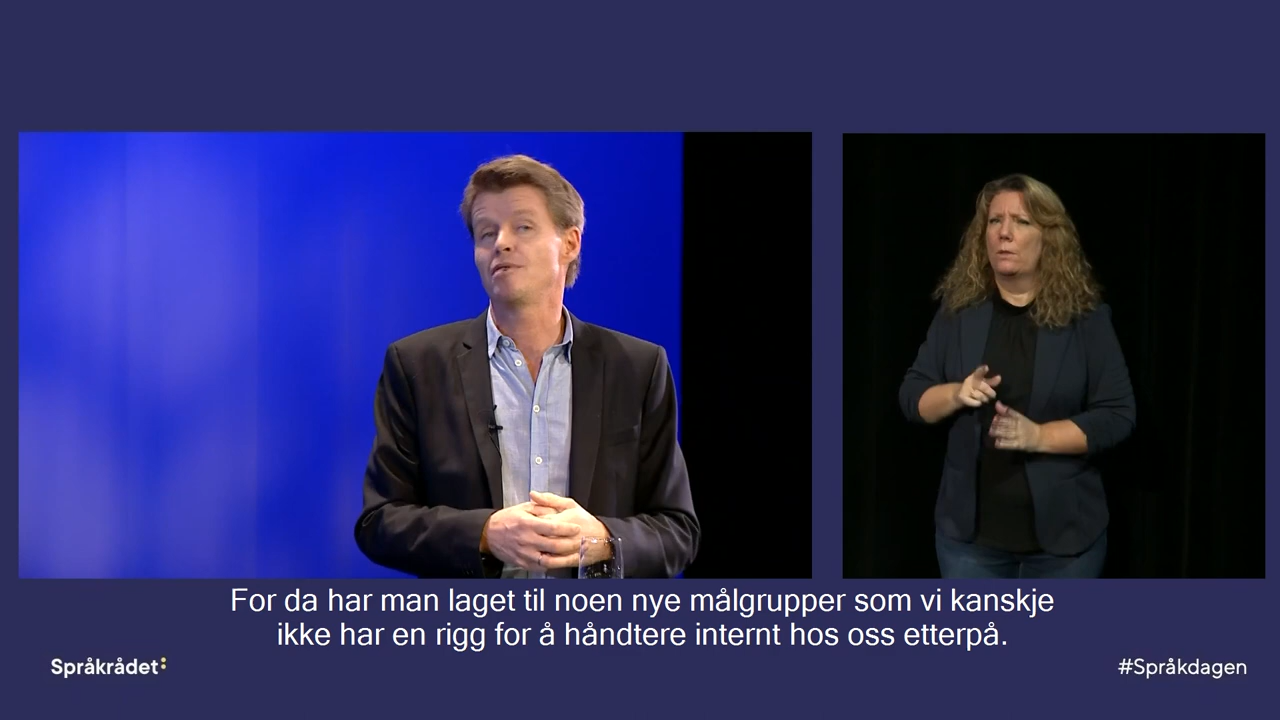 For da har man laget til noen nye målgrupper som vi kanskje
ikke har en rigg for å håndtere internt hos oss etterpå.
Språkrådet:
#Språkdagen